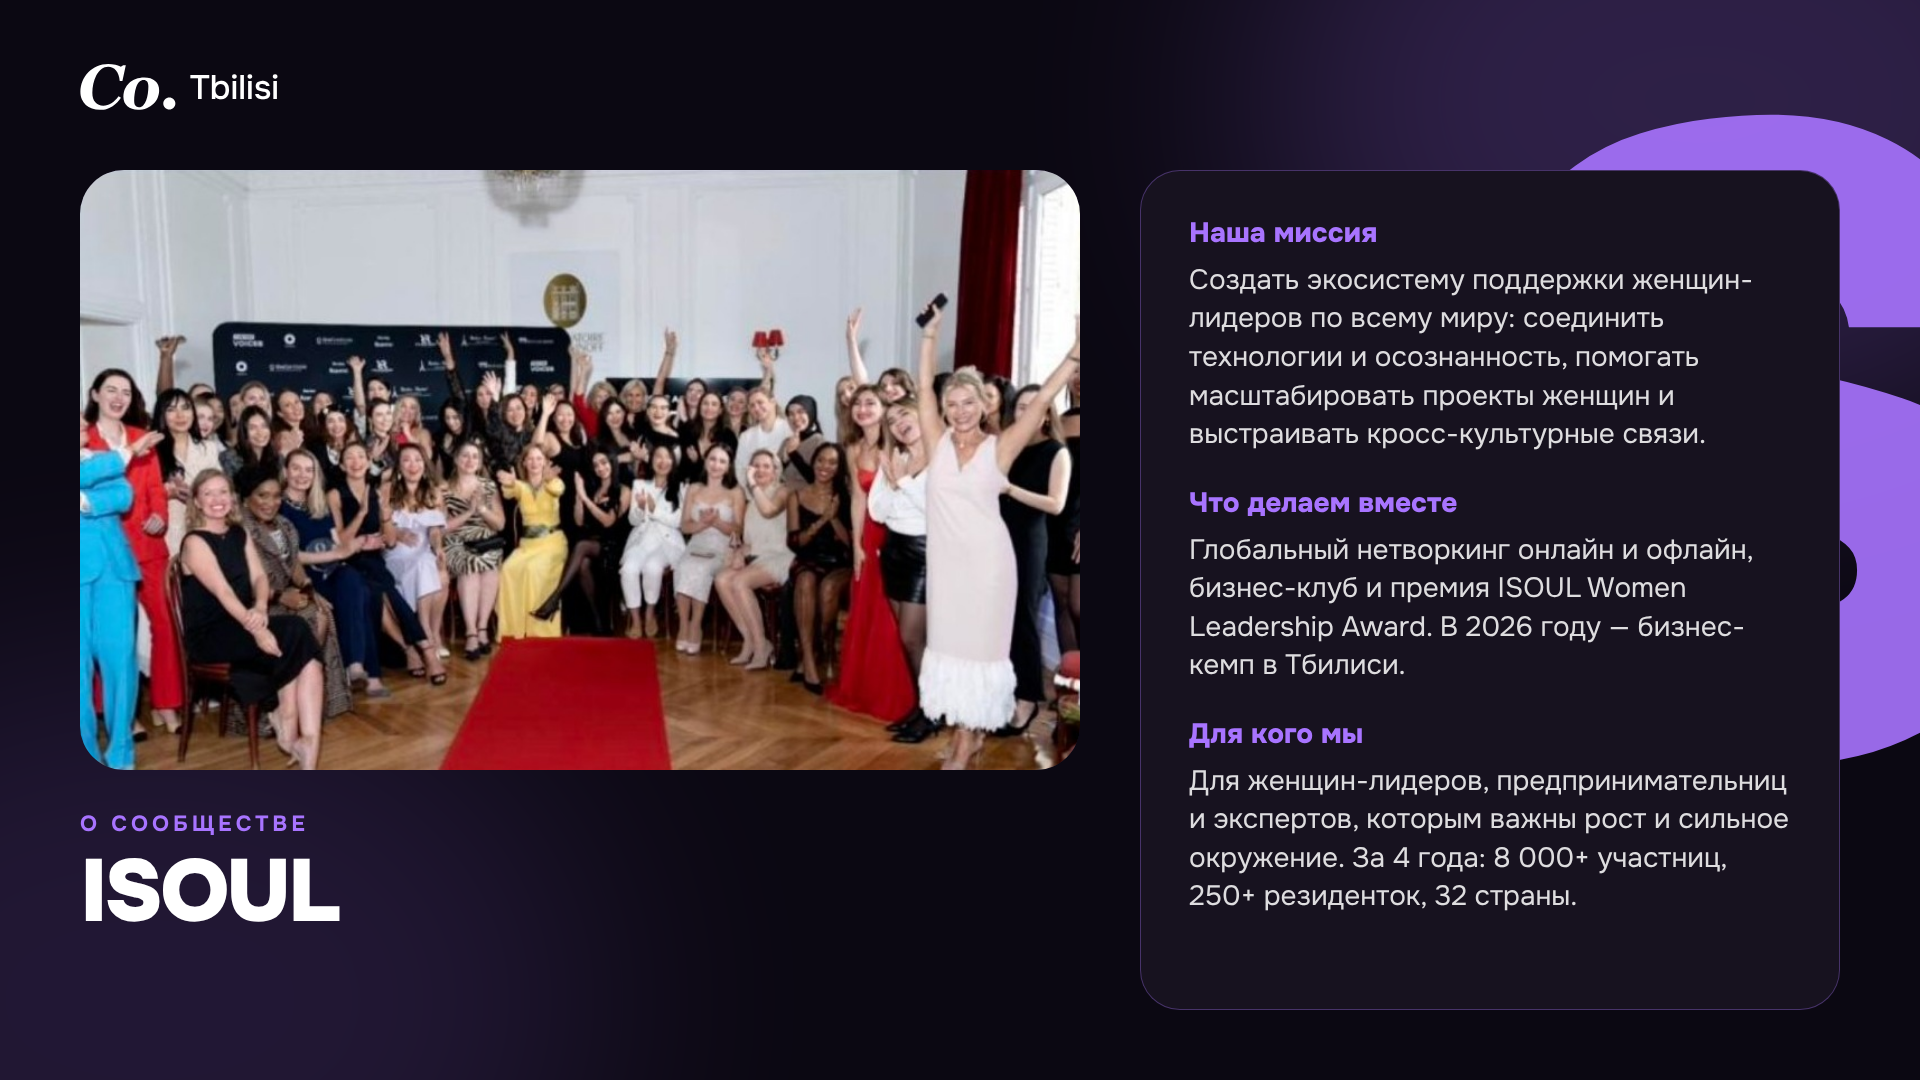 Co. Tbilisi
О СООБЩЕСТВЕ
ISOUL
Наша миссия
Создать экосистему поддержки женщин-
лидеров по всему миру: соединить
технологии и осознанность, помогать
масштабировать проекты женщин и
выстраивать кросс-культурные связи.
Что делаем вместе
Глобальный нетворкинг онлайн и офлайн,
бизнес-клуб и премия ISOUL Women
Leadership Award. В 2026 году — бизнес-
кемп в Тбилиси.
Для кого мы
Для женщин-лидеров, предпринимательниц
и экспертов, которым важны рост и сильное
окружение. За 4 года: 8 000+ участниц,
250+ резиденток, 32 страны.